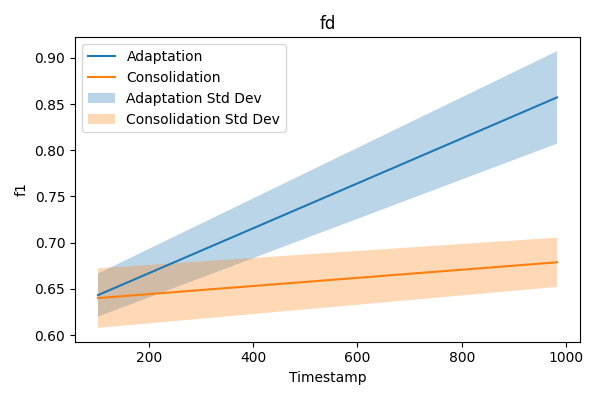 fd
Adaptation
Consolidation
Adaptation Std Dev
Consolidation Std Dev
f1
0.90
0.85
0.80
0.75
0.70
0.65
0.60
200
400
600
800
1000
Timestamp